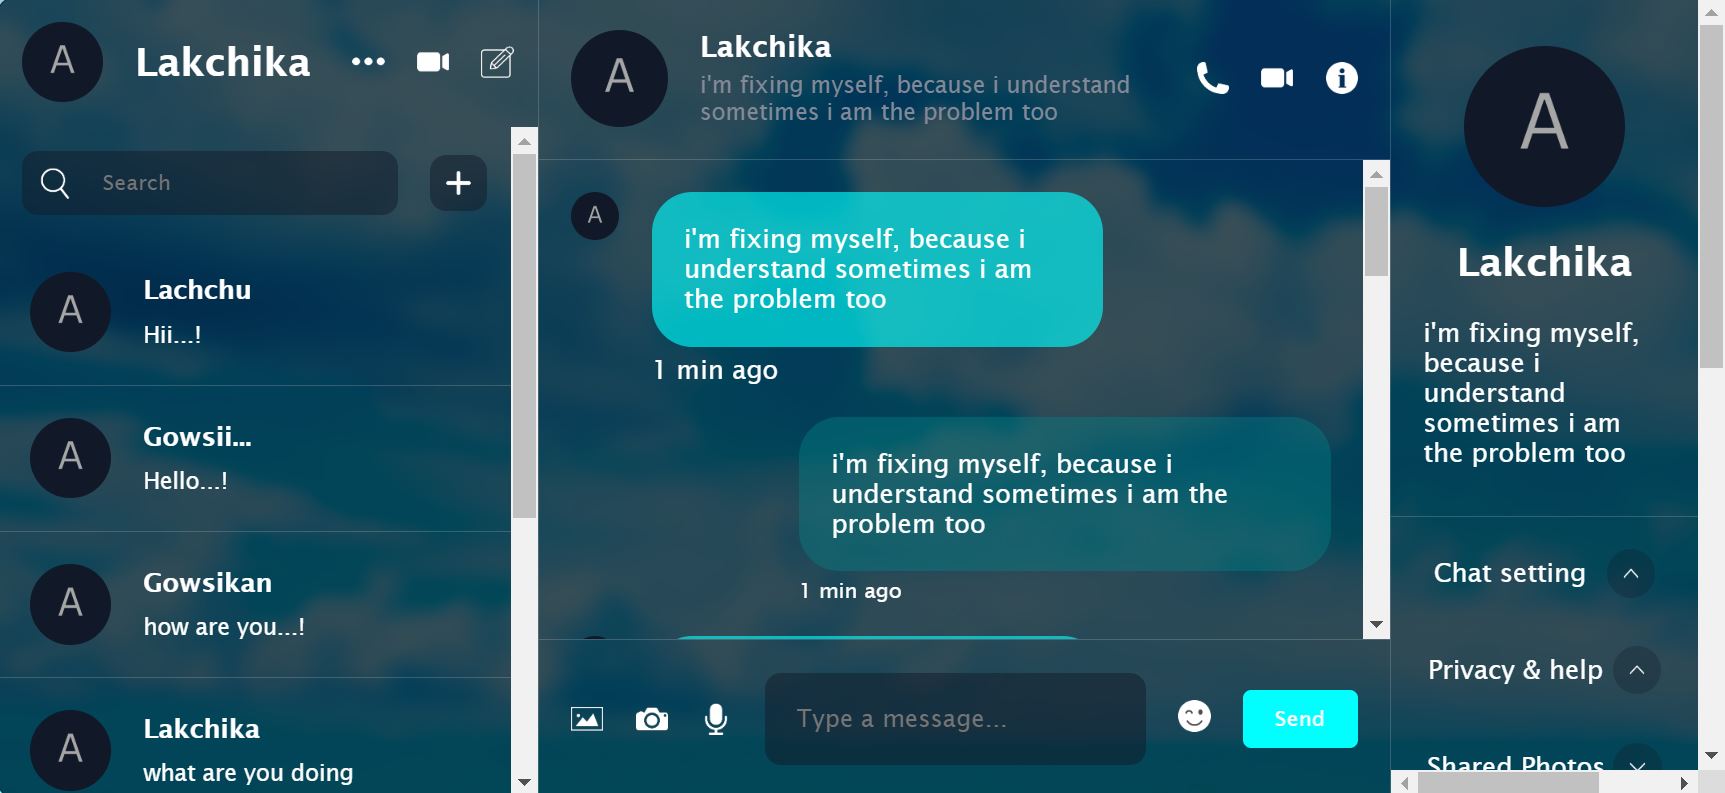 A
Lakchika
Search
A
Lachchu
Hii...!
A
Gowsii...
Hello...!
A
Gowsikan
how are you...!
A
Lakchika
what are you doing
A
Lakchika
i'm fixing myself, because i understand
sometimes i am the problem too
A
i'm fixing myself, because i
understand sometimes i am
the problem too
1 min ago
i'm fixing myself, because i
understand sometimes i am the
problem too
1 min ago
Type a message...
Send
A
Lakchika
i'm fixing myself,
because i
understand
sometimes i am
the problem too
Chat setting
Privacy & help
Shared Photos